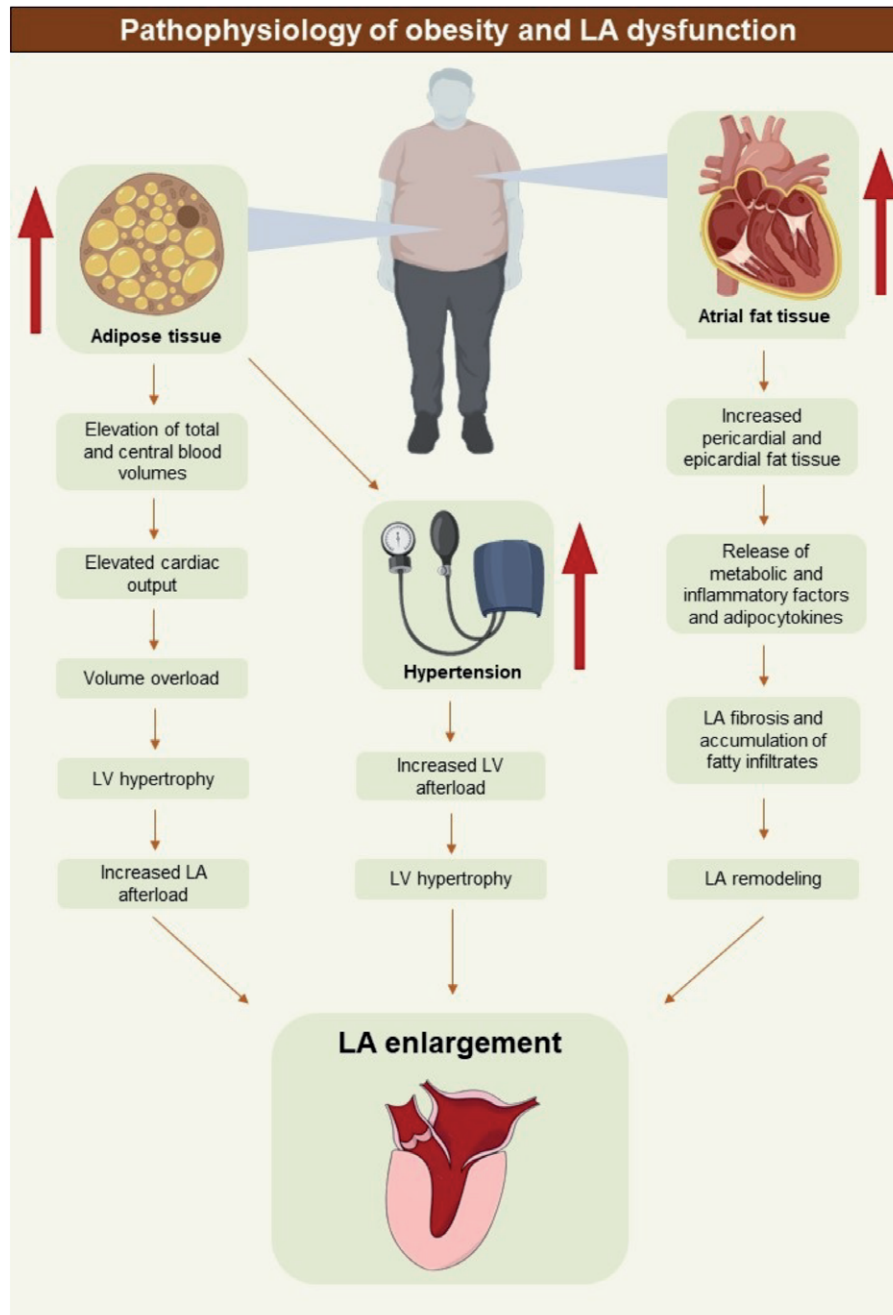 Pathophysiology of obesity and LA dysfunction
Adipose tissue
Elevation of total
and central blood
volumes
Elevated cardiac
output
Volume overload
LV hypertrophy
Increased LA
afterload
Hypertension
Increased LV
afterload
LV hypertrophy
Atrial fat tissue
Increased
pericardial and
epicardial fat tissue
Release of
metabolic and
inflammatory factors
and adipocytokines
LA fibrosis and
accumulation of
fatty infiltrates
LA remodeling
LA enlargement